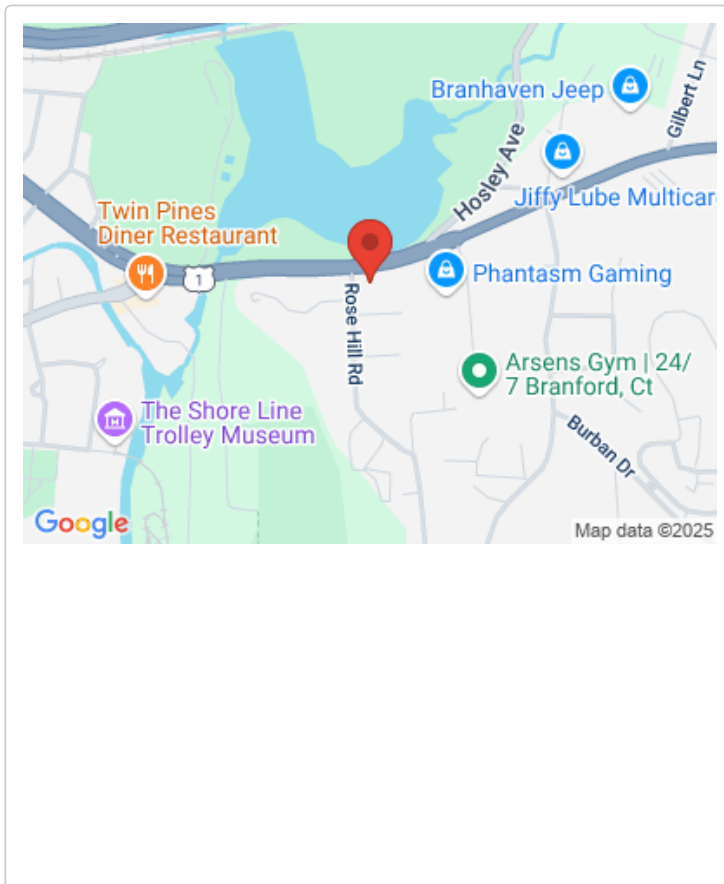 Branhaven Jeep
Gilbert Ln
Hosley Ave
Jiffy Lube Multicar
Twin Pines
Diner Restaurant
1
Phantasm Gaming
Rose Hill Rd
Arsens Gym | 24/
7 Branford, Ct
The Shore Line
Trolley Museum
Burban Dr
Google
Map data ©2025